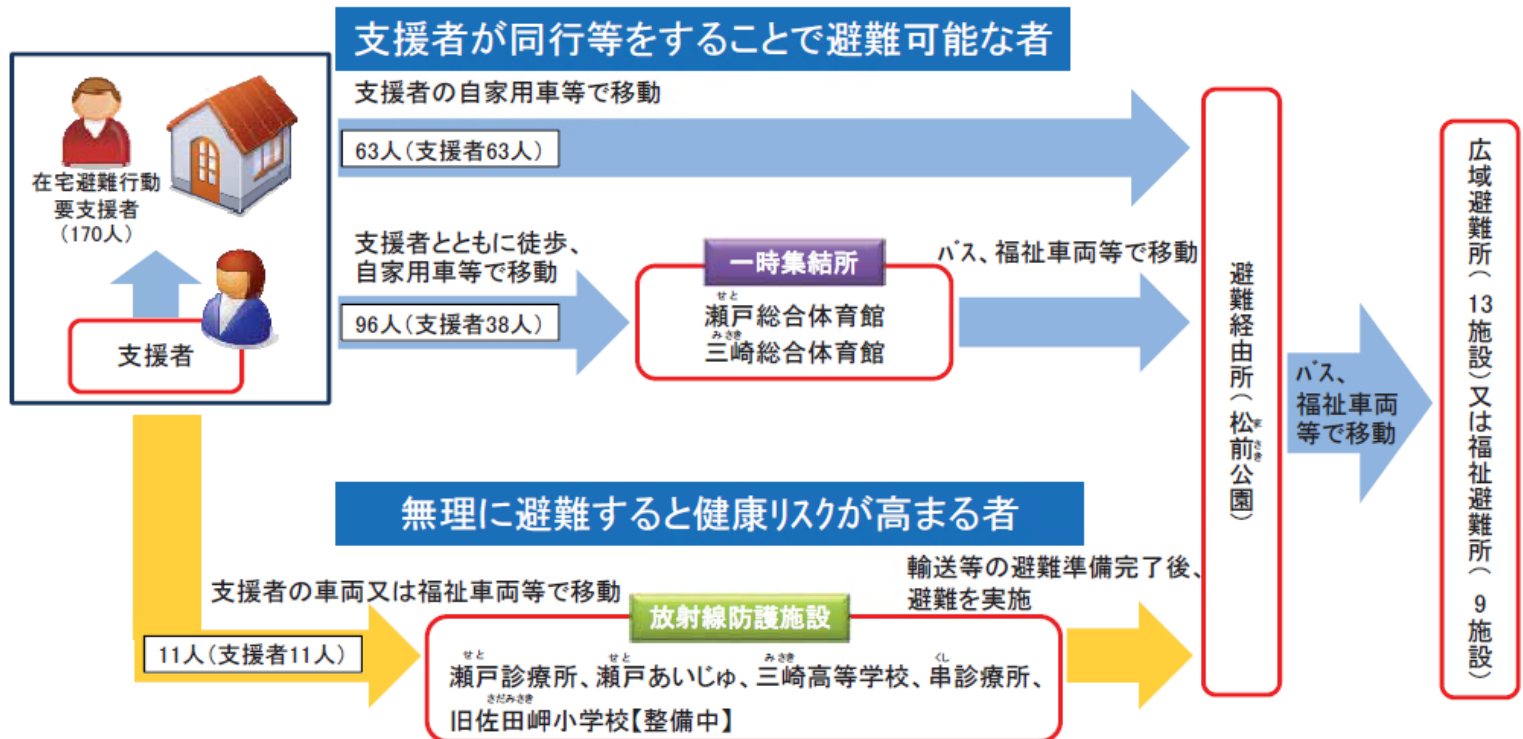 支援者が同行等をすることで避難可能な者
在宅避難行動
要支援者
（170人）
支援者
支援者の自家用車等で移動
63人（支援者63人）
支援者とともに徒歩、
自家用車等で移動
96人（支援者38人）
一時集結所
せと
瀬戸総合体育館
みさき
三崎総合体育館
バス、福祉車両等で移動
無理に避難すると健康リスクが高まる者
支援者の車両又は福祉車両等で移動
11人（支援者11人）
放射線防護施設
せと せと みさき くし
瀬戸診療所、瀬戸あいじゅ、三崎高等学校、串診療所、
さだみさき
旧佐田岬小学校【整備中】
輸送等の避難準備完了後、
避難を実施
避難経由所（松前公園）
まさき
バス、
福祉車両
等で移動
広域避難所（13施設）又は福祉避難所（9施設）